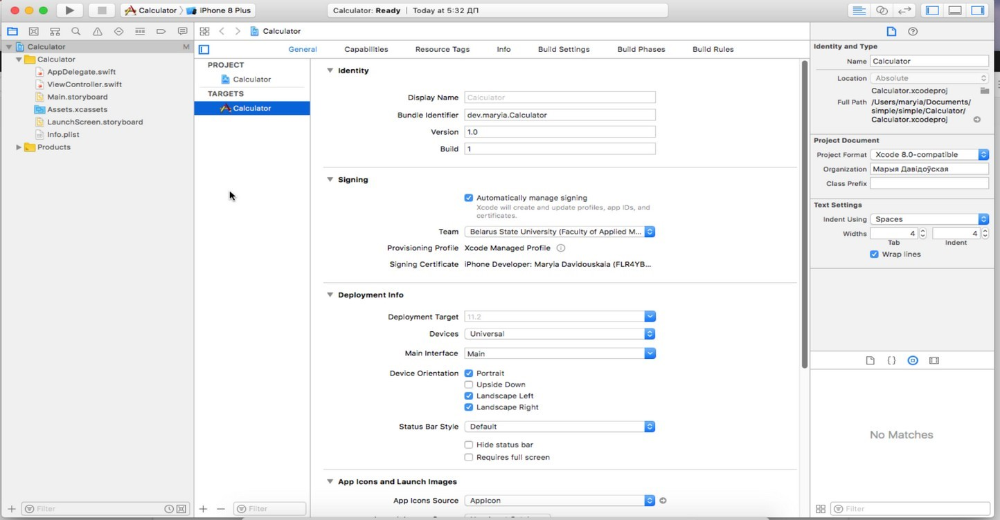 Calculator
iPhone 8 Plus
Calculator: Ready
Today at 5:32 ДП
Calculator
M
Calculator
AppDelegate.swift
ViewController.swift
Main.storyboard
Assets.xcassets
LaunchScreen.storyboard
Info.plist
Products
Filter
Calculator
General
Capabilities
Resource Tags
Info
Build Settings
Build Phases
Build Rules
PROJECT
Calculator
TARGETS
Calculator
Filter
Identity
Display Name
Calculator
Bundle Identifier
dev.maryia.Calculator
Version
1.0
Build
1
Signing
Automatically manage signing
Xcode will create and update profiles, app IDs, and
certificates.
Team
Belarus State University (Faculty of Applied M...
Provisioning Profile
Xcode Managed Profile
Signing Certificate
iPhone Developer: Maryia Davidouskaia (FLR4YB...
Deployment Info
Deployment Target
11.2
Devices
Universal
Main Interface
Main
Device Orientation
Portrait
Upside Down
Landscape Left
Landscape Right
Status Bar Style
Default
Hide status bar
Requires full screen
App Icons and Launch Images
App Icons Source
AppIcon
Identity and Type
Name
Calculator
Location
Absolute
Calculator.xcodeproj
Full Path
/Users/maryia/Documents/
simple/simple/Calculator/
Calculator.xcodeproj
Project Document
Project Format
Xcode 8.0-compatible
Organization
Марыя Давідоўская
Class Prefix
Text Settings
Indent Using
Spaces
Widths
4
4
Tab
Indent
Wrap lines
No Matches
Filter